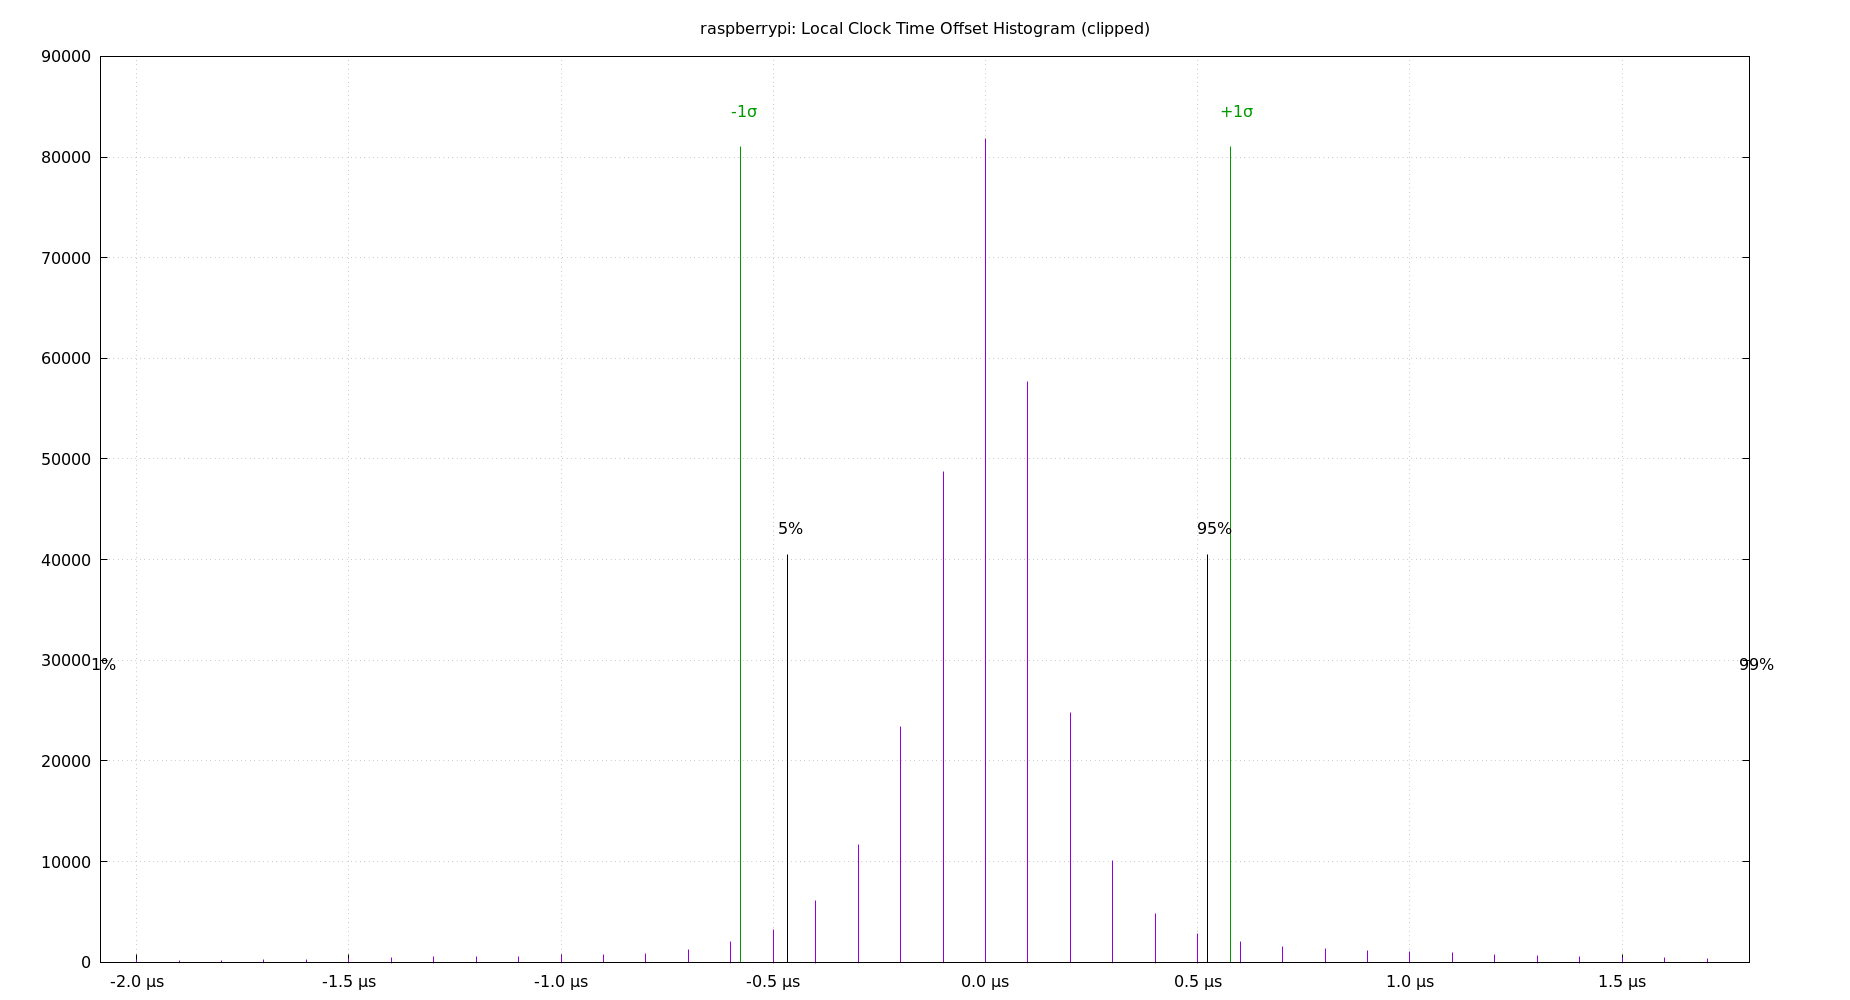 raspberrypi: Local Clock Time Offset Histogram (clipped)
90000
-1σ +1σ
80000
70000
60000
50000
5% 95%
40000
30000 1% 99%
20000
10000
0
-2.0 µs -1.5 µs -1.0 µs -0.5 µs 0.0 µs 0.5 µs 1.0 µs 1.5 µs